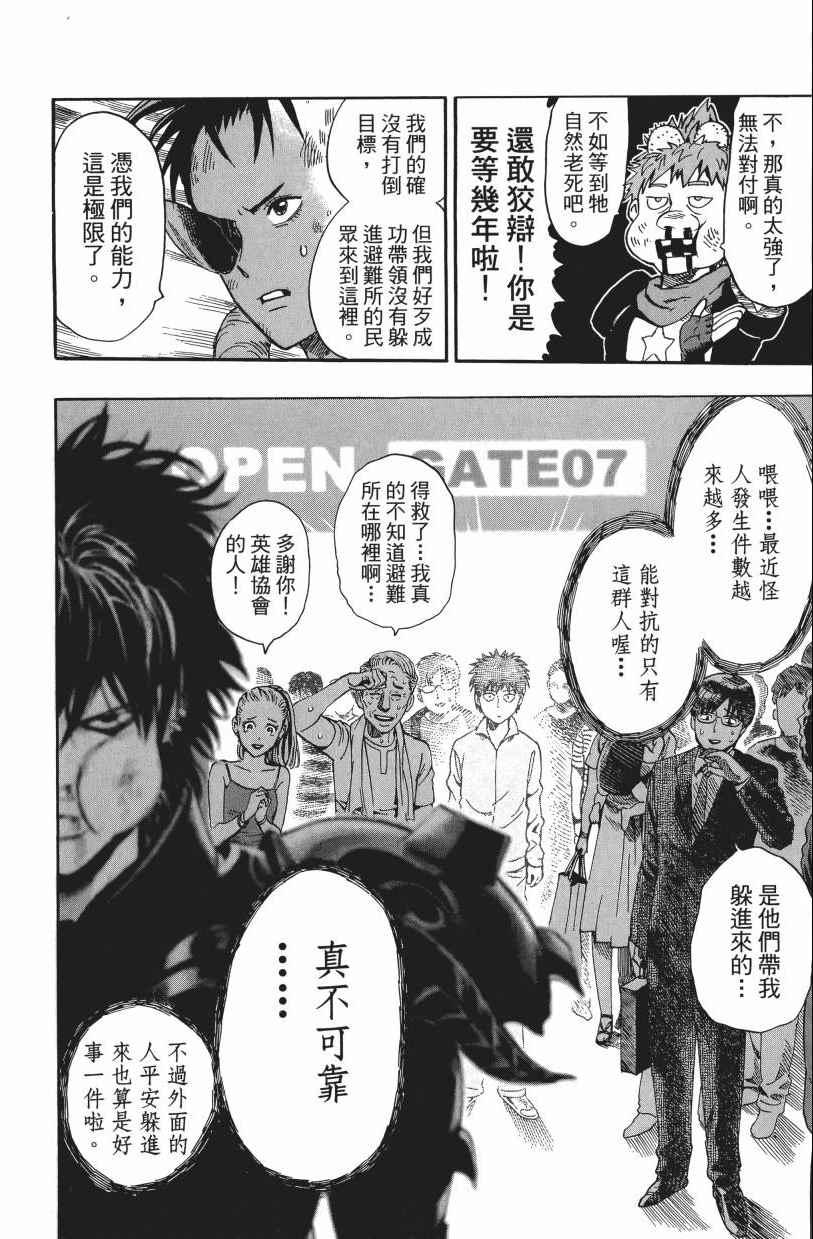 不，那真的太強了，
無法對付啊。
不如等到牠
自然老死吧。
還敢狡辯！你是
要等幾年啦！
我們的確
沒有打倒
目標，
但我們好歹成
功帶領沒有躲
進避難所的民
眾來到這裡。
憑我們的能力，
這是極限了。
OPEN GATE07
喂喂…最近怪
人發生件數越
來越多…
能對抗的只有
這群人喔…
得救了…我真
的不知道避難
所在哪裡啊…
多謝你！
英雄協會
的人！
是他們帶我
躲進來的…
真不可靠
……
不過外面的
人平安躲進
來也算是好
事一件啦。